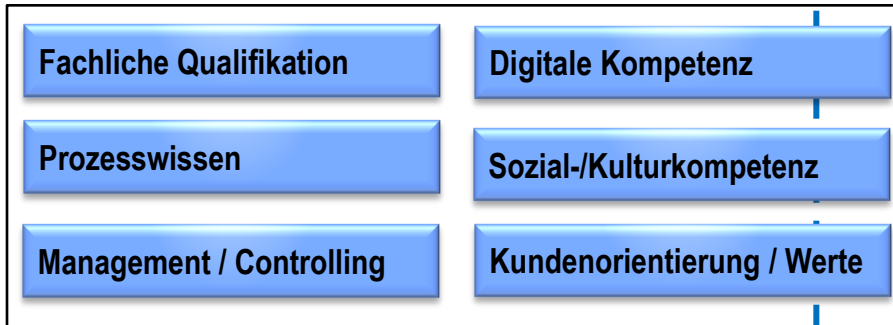 Fachliche Qualifikation
Digitale Kompetenz
Prozesswissen
Sozial-/Kulturkompetenz
Management / Controlling
Kundenorientierung / Werte